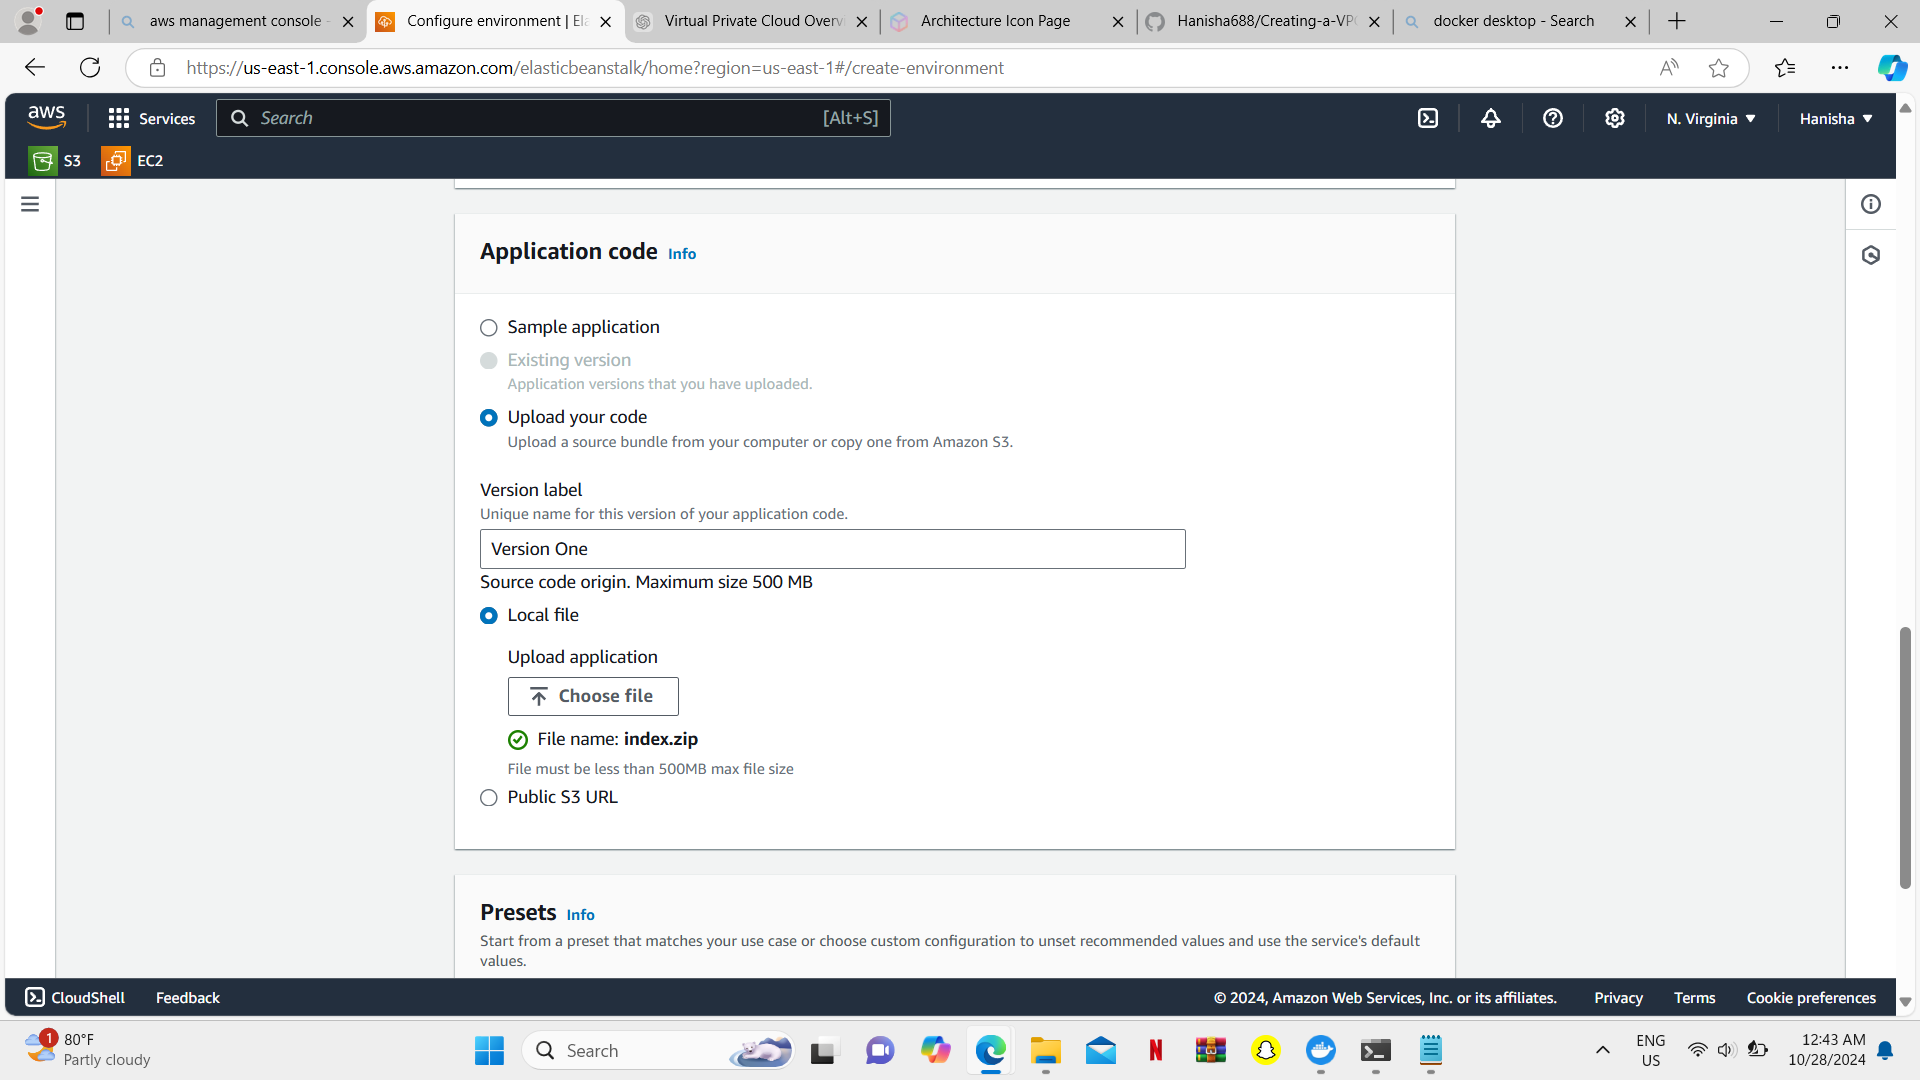 aws management console -
Configure environment | Ela
Virtual Private Cloud Overvi
Architecture Icon Page
Hanisha688/Creating-a-VPC
docker desktop - Search
https://us-east-1.console.aws.amazon.com/elasticbeanstalk/home?region=us-east-1#/create-environment
aws
Services
Search
[Alt+S]
N. Virginia
Hanisha
S3
EC2
Application code Info
Sample application
Existing version
Application versions that you have uploaded.
Upload your code
Upload a source bundle from your computer or copy one from Amazon S3.
Version label
Unique name for this version of your application code.
Version One
Source code origin. Maximum size 500 MB
Local file
Upload application
Choose file
File name: index.zip
File must be less than 500MB max file size
Public S3 URL
Presets Info
Start from a preset that matches your use case or choose custom configuration to unset recommended values and use the service's default
values.
CloudShell
Feedback
© 2024, Amazon Web Services, Inc. or its affiliates.
Privacy
Terms
Cookie preferences
1
80°F
Partly cloudy
Search
N
ENG
US
12:43 AM
10/28/2024